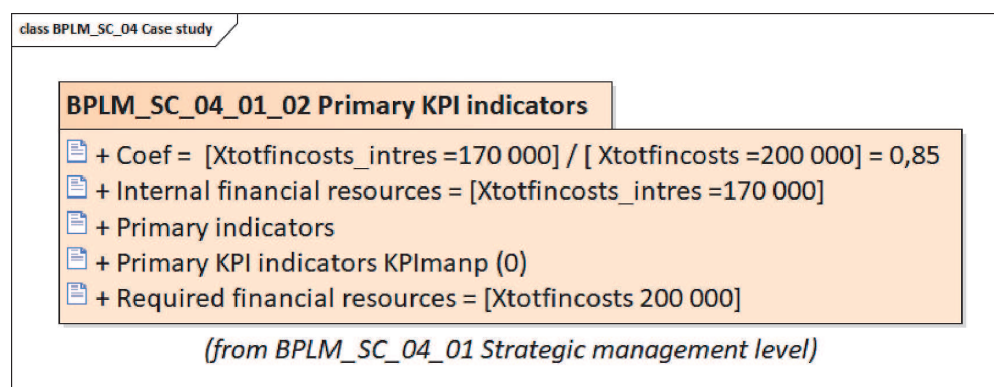 class BPLM_SC_04 Case study
BPLM_SC_04_01_02 Primary KPI indicators
+ Coef = [Xtotfincosts_intres =170 000] / [ Xtotfincosts =200 000] = 0,85
+ Internal financial resources = [Xtotfincosts_intres =170 000]
+ Primary indicators
+ Primary KPI indicators KPImanp (0)
+ Required financial resources = [Xtotfincosts 200 000]
(from BPLM_SC_04_01 Strategic management level)